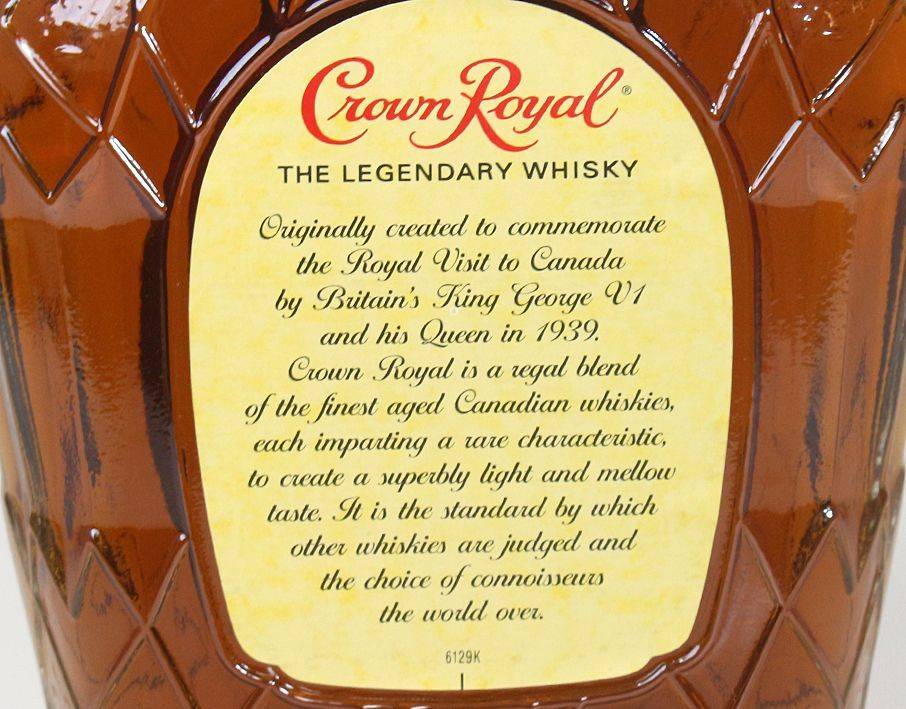 Crown Royal®
THE LEGENDARY WHISKY
Originally created to commemorate
the Royal Visit to Canada
by Britain's King George V1
and his Queen in 1939.
Crown Royal is a regal blend
of the finest aged Canadian whiskies,
each imparting a rare characteristic,
to create a superbly light and mellow
taste. It is the standard by which
other whiskies are judged and
the choice of connoisseurs
the world over.
6129K